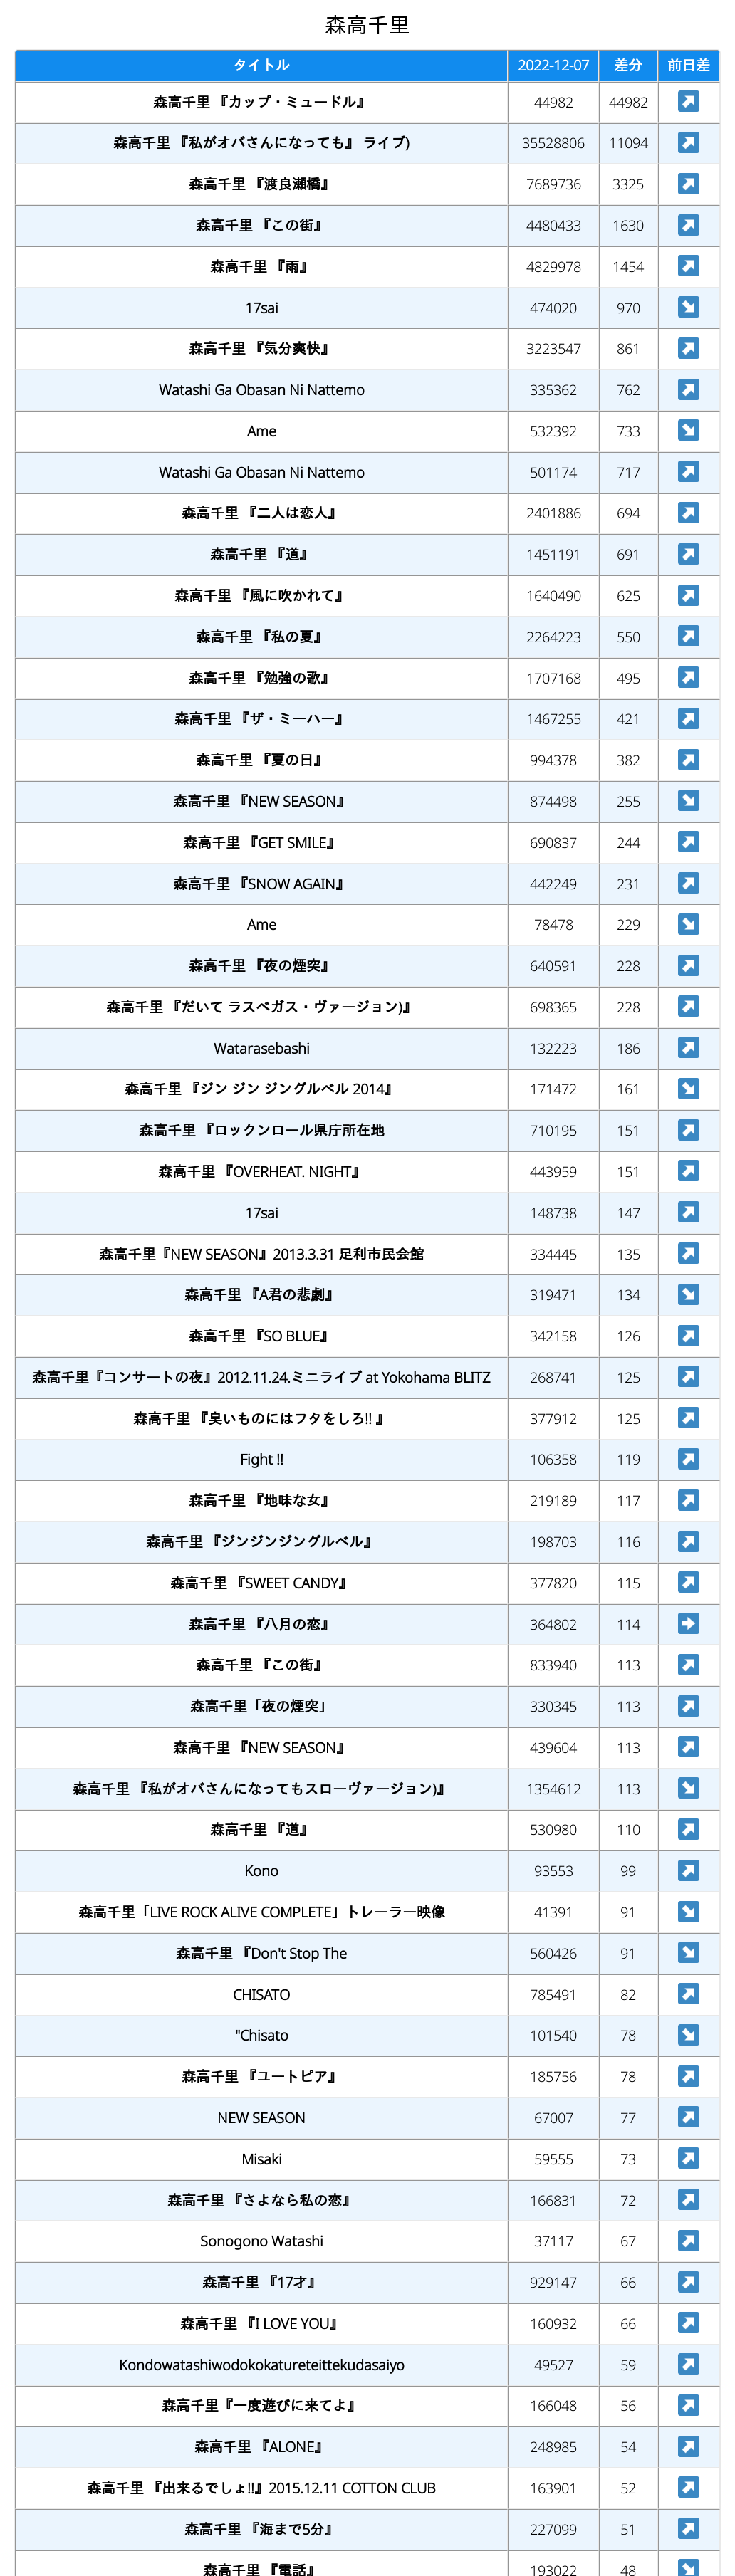 森高千里
タイトル 2022-12-07 差分 前日差
森高千里 『カップ・ミュードル』 44982 44982
森高千里 『私がオバさんになっても』 ライブ) 35528806 11094
森高千里 『渡良瀬橋』 7689736 3325
森高千里 『この街』 4480433 1630
森高千里 『雨』 4829978 1454
17sai 474020 970
森高千里 『気分爽快』 3223547 861
Watashi Ga Obasan Ni Nattemo 335362 762
Ame 532392 733
Watashi Ga Obasan Ni Nattemo 501174 717
森高千里 『二人は恋人』 2401886 694
森高千里 『道』 1451191 691
森高千里 『風に吹かれて』 1640490 625
森高千里 『私の夏』 2264223 550
森高千里 『勉強の歌』 1707168 495
森高千里 『ザ・ミーハー』 1467255 421
森高千里 『夏の日』 994378 382
森高千里 『NEW SEASON』 874498 255
森高千里 『GET SMILE』 690837 244
森高千里 『SNOW AGAIN』 442249 231
Ame 78478 229
森高千里 『夜の煙突』 640591 228
森高千里 『だいて ラスベガス・ヴァージョン)』 698365 228
Watarasebashi 132223 186
森高千里 『ジン ジン ジングルベル 2014』 171472 161
森高千里 『ロックンロール県庁所在地 710195 151
森高千里 『OVERHEAT. NIGHT』 443959 151
17sai 148738 147
森高千里『NEW SEASON』2013.3.31 足利市民会館 334445 135
森高千里 『A君の悲劇』 319471 134
森高千里 『SO BLUE』 342158 126
森高千里『コンサートの夜』2012.11.24.ミニライブ at Yokohama BLITZ 268741 125
森高千里 『臭いものにはフタをしろ!! 』 377912 125
Fight !! 106358 119
森高千里 『地味な女』 219189 117
森高千里 『ジンジンジングルベル』 198703 116
森高千里 『SWEET CANDY』 377820 115
森高千里 『八月の恋』 364802 114
森高千里 『この街』 833940 113
森高千里「夜の煙突」 330345 113
森高千里 『NEW SEASON』 439604 113
森高千里 『私がオバさんになってもスローヴァージョン)』 1354612 113
森高千里 『道』 530980 110
Kono 93553 99
森高千里「LIVE ROCK ALIVE COMPLETE」トレーラー映像 41391 91
森高千里 『Don't Stop The 560426 91
CHISATO 785491 82
"Chisato 101540 78
森高千里 『ユートピア』 185756 78
NEW SEASON 67007 77
Misaki 59555 73
森高千里 『さよなら私の恋』 166831 72
Sonogono Watashi 37117 67
森高千里 『17才』 929147 66
森高千里 『I LOVE YOU』 160932 66
Kondowatashiwodokokatureteittekudasaiyo 49527 59
森高千里『一度遊びに来てよ』 166048 56
森高千里 『ALONE』 248985 54
森高千里 『出来るでしょ!!』2015.12.11 COTTON CLUB 163901 52
森高千里 『海まで5分』 227099 51
森高千里 『電話』 193022 48